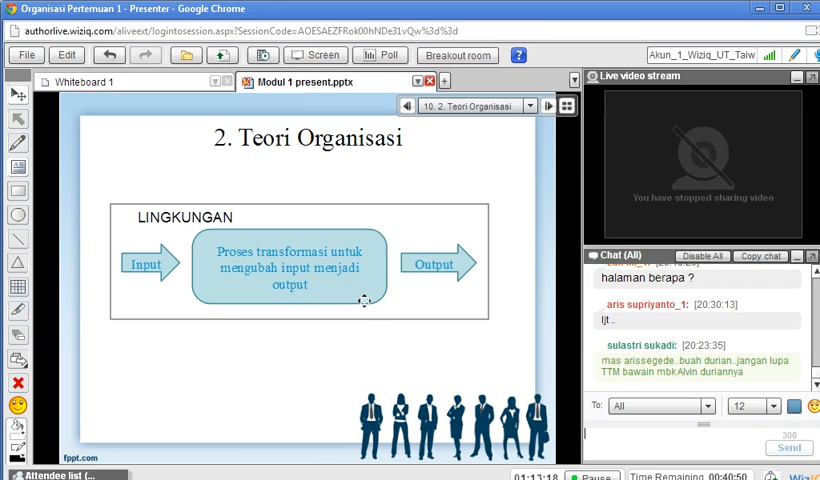 Organisasi Pertemuan 1 - Presenter - Google Chrome
authorlive.wiziq.com/aliveext/logintosession.aspx?SessionCode=AOESAEZFRok00hNDe31vQw%3d%3d
File Edit Screen Poll Breakout room ? Akun_1_Wiziq_UT_Taiw
Whiteboard 1 Modul 1 present.pptx
10. 2. Teori Organisasi
2. Teori Organisasi
LINGKUNGAN
Input
Proses transformasi untuk
mengubah input menjadi
output
Output
fppt.com
Attendee list (...
Live video stream
You have stopped sharing video
Chat (All) Disable All Copy chat
halaman berapa ?
aris supriyanto_1: [20:30:13]
ljt ..
sulastri sukadi: [20:23:35]
mas arissegede..buah durian..jangan lupa
TTM bawain mbk Alvin duriannya
To: All 12
300
Send
01:13:18 Pause Time Remaining 00:40:50